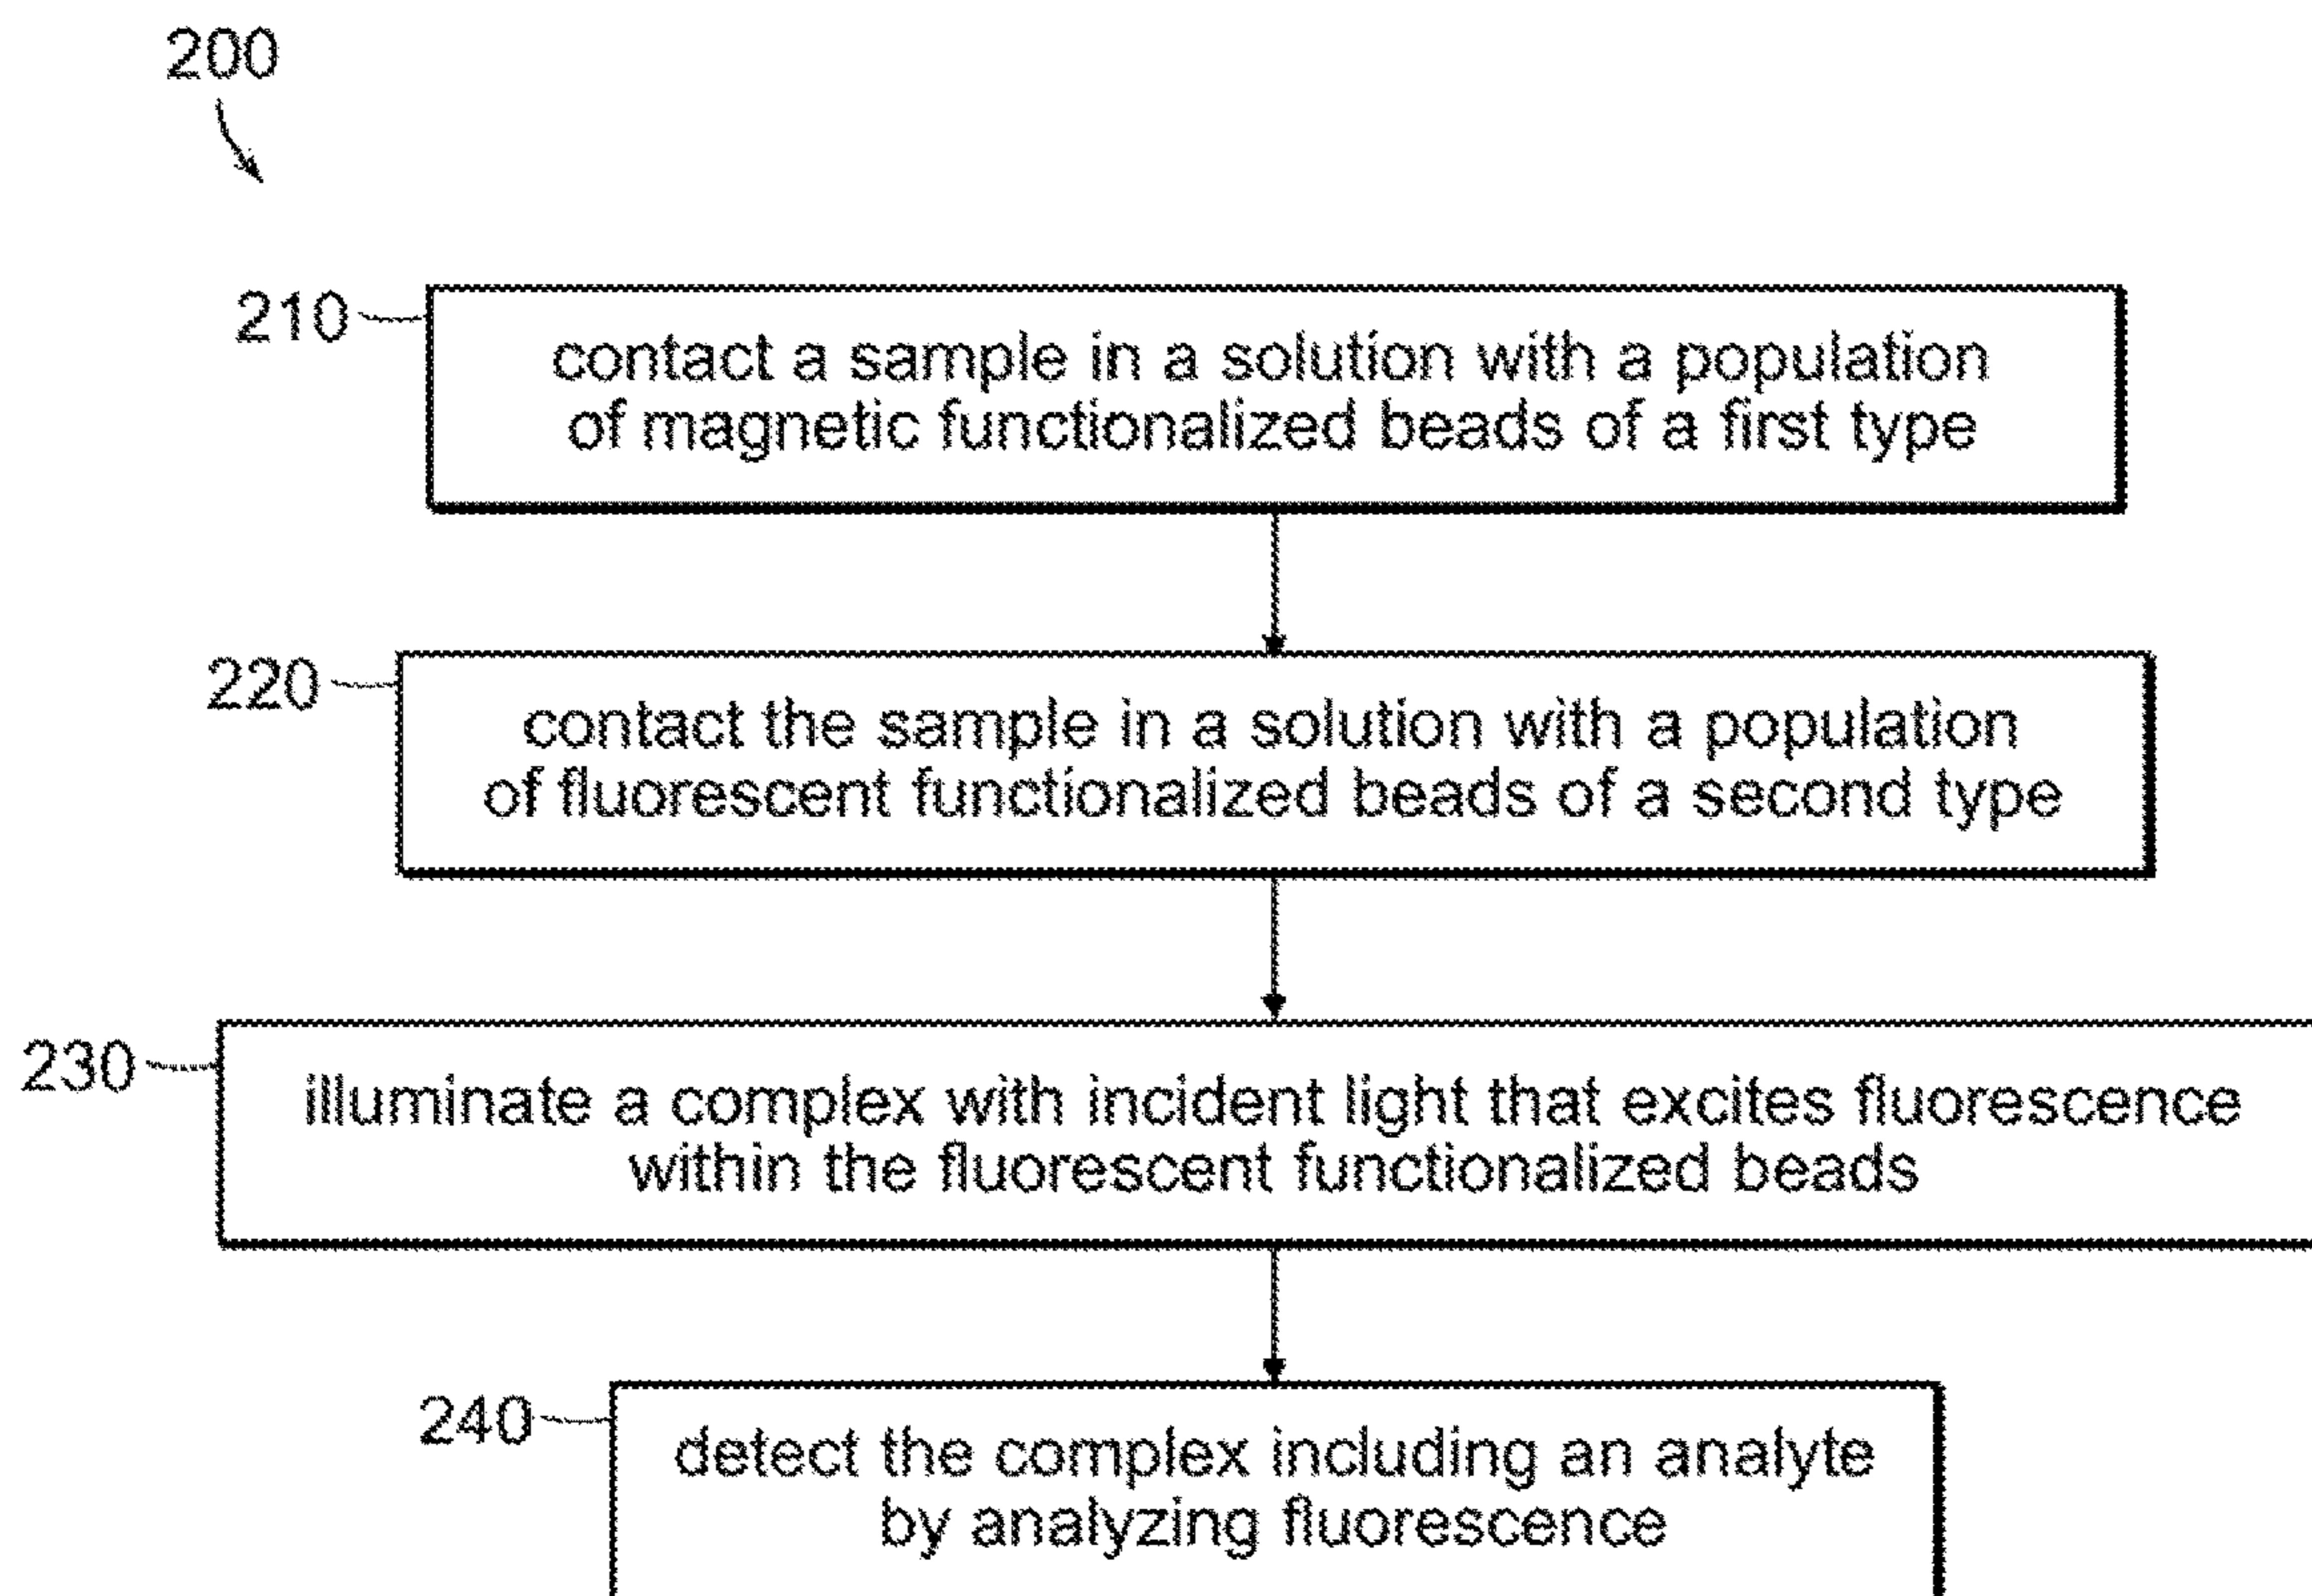 200
210
contact a sample in a solution with a population
of magnetic functionalized beads of a first type
220
contact the sample in a solution with a population
of fluorescent functionalized beads of a second type
230
illuminate a complex with incident light that excites fluorescence
within the fluorescent functionalized beads
240
detect the complex including an analyte
by analyzing fluorescence